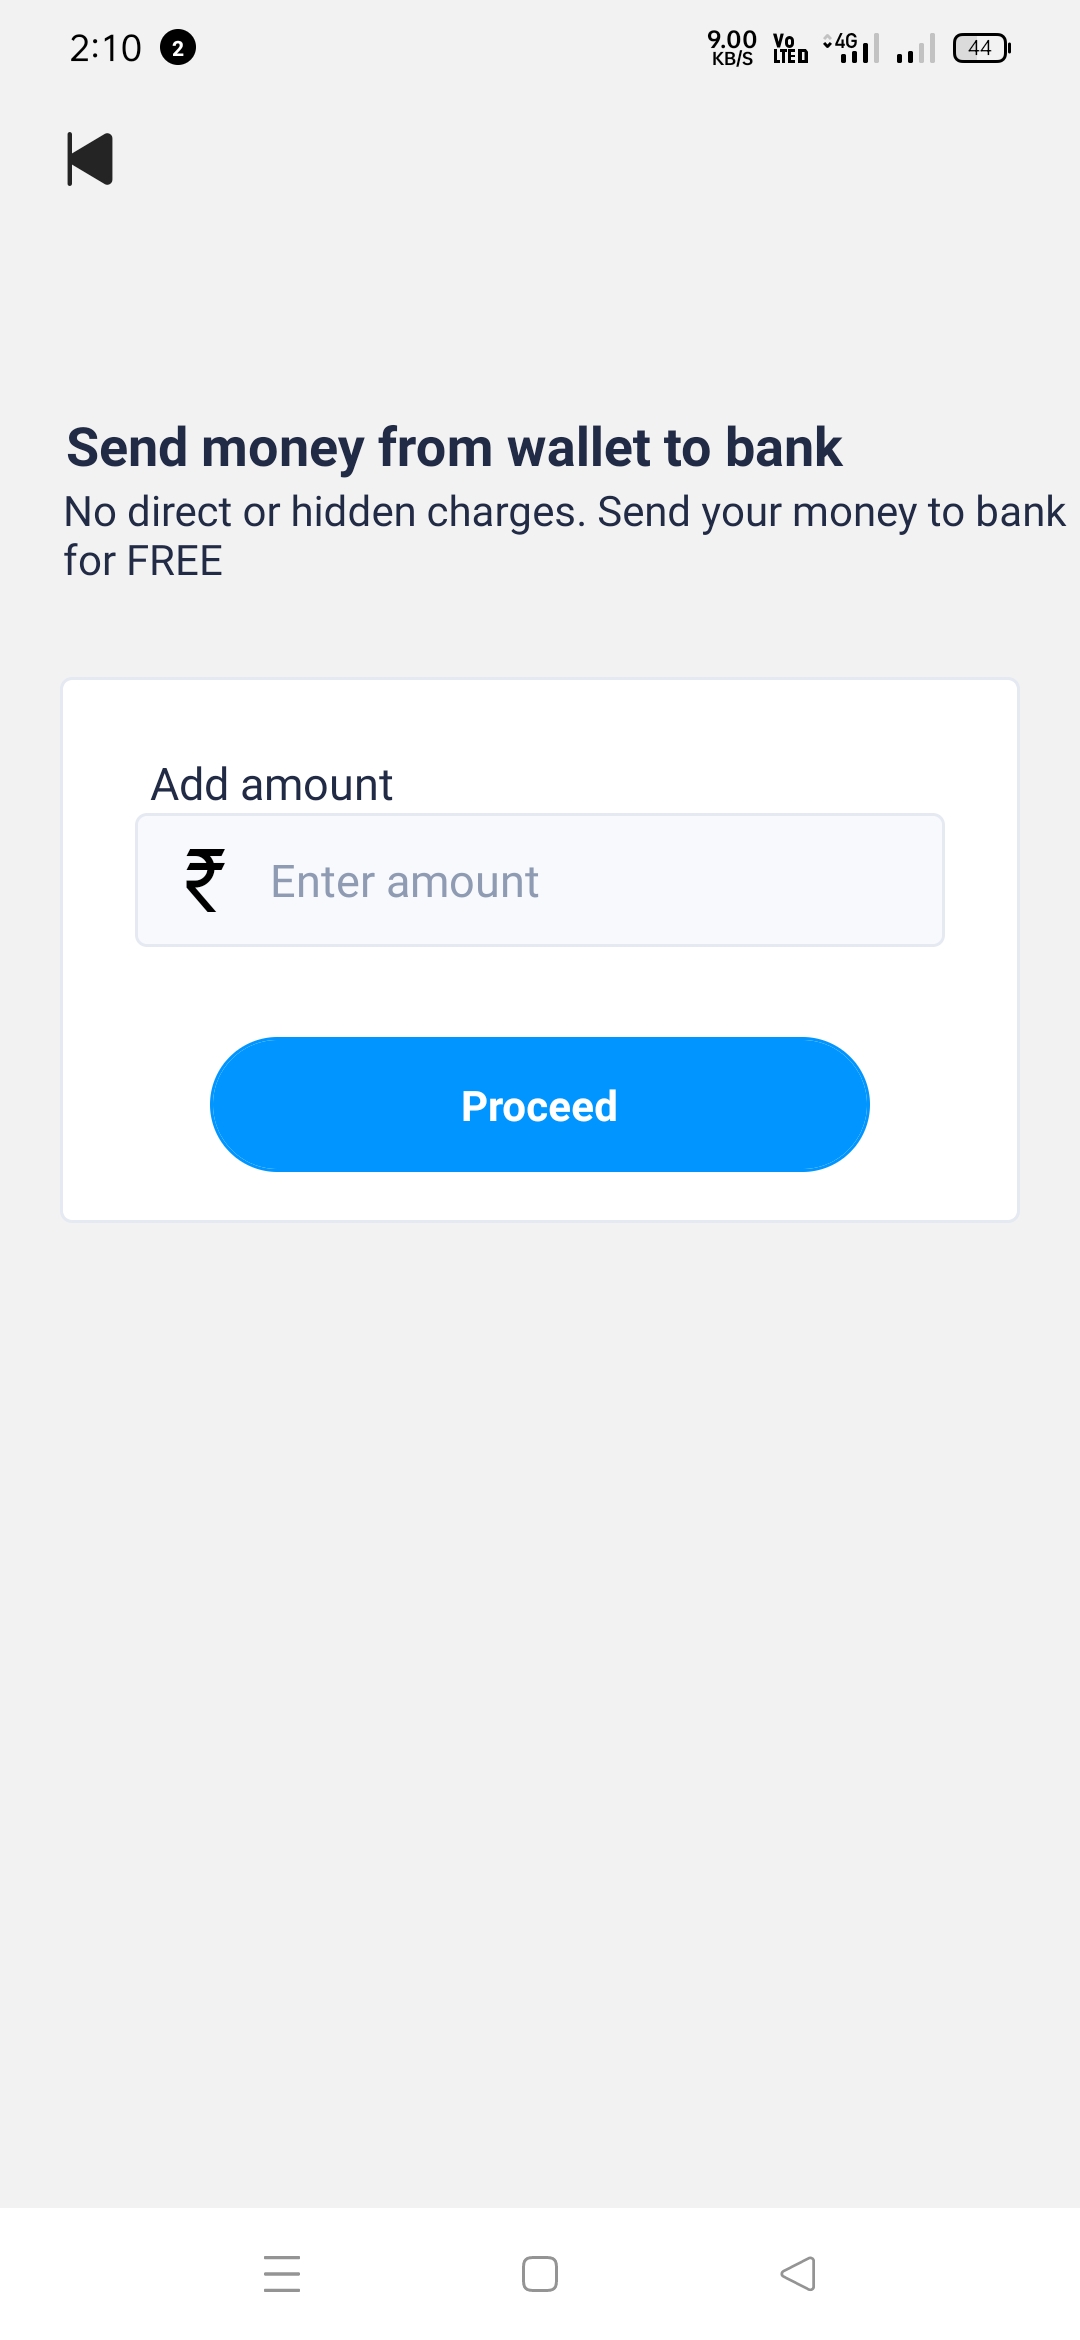 2:10 2 9.00 KB/S Vo LTE D 4G 44
Send money from wallet to bank
No direct or hidden charges. Send your money to bank
for FREE
Add amount
₹ Enter amount
Proceed